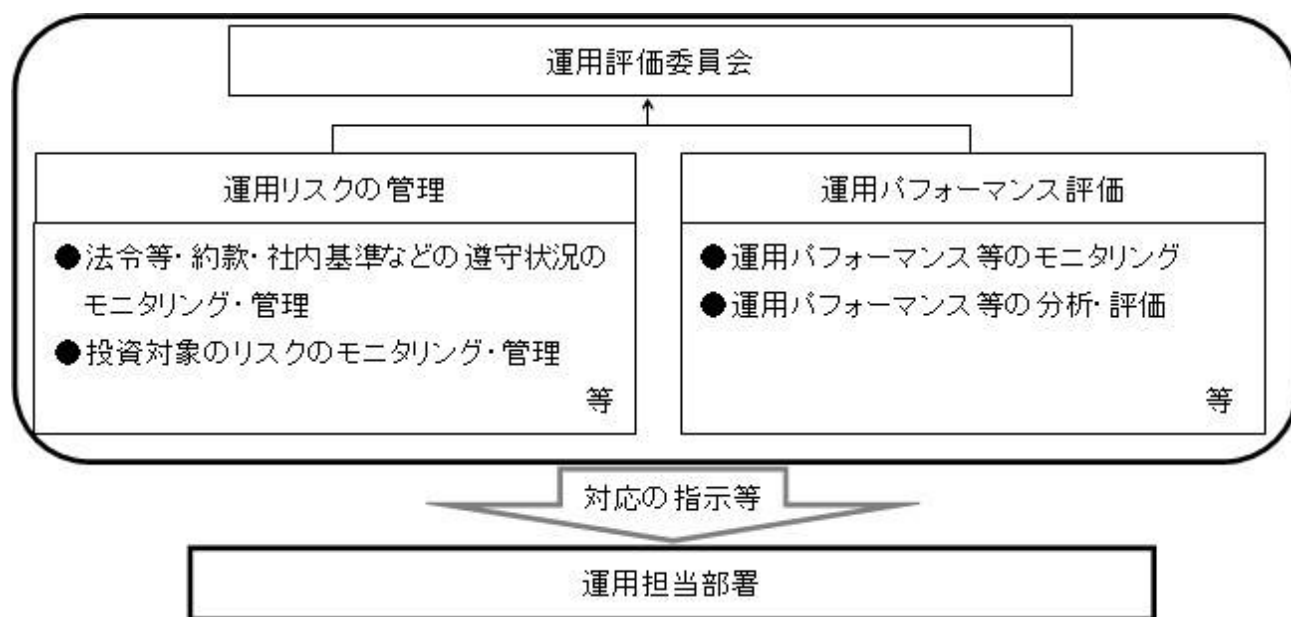 運用評価委員会
運用リスクの管理
●法令等・約款・社内基準などの遵守状況の
モニタリング・管理
●投資対象のリスクのモニタリング・管理
等
運用パフォーマンス評価
●運用パフォーマンス等のモニタリング
●運用パフォーマンス等の分析・評価
等
対応の指示等
運用担当部署